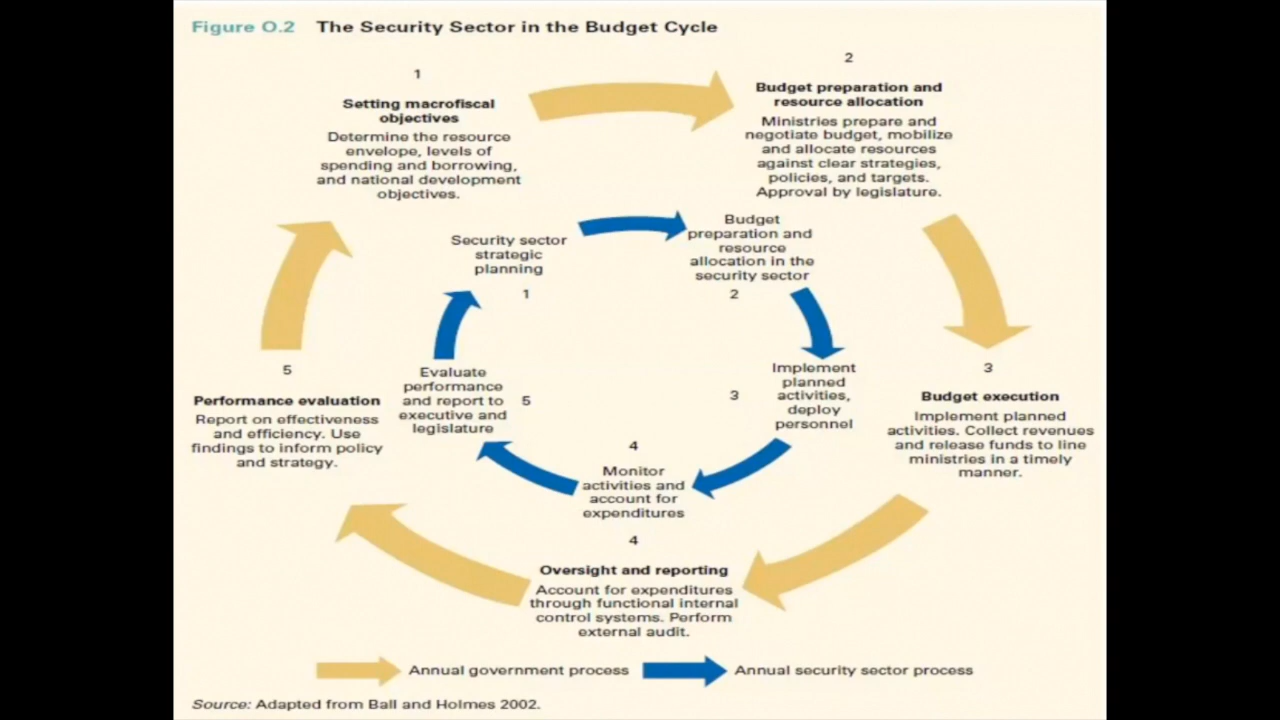 Figure O.2 The Security Sector in the Budget Cycle
1
Setting macrofiscal
objectives
Determine the resource
envelope, levels of
spending and borrowing,
and national development
objectives.
2
Budget preparation and
resource allocation
Ministries prepare and
negotiate budget, mobilize
and allocate resources
against clear strategies,
policies, and targets.
Approval by legislature.
Security sector
strategic
planning
1
Budget
preparation and
resource
allocation in the
security sector
2
5
Performance evaluation
Report on effectiveness
and efficiency. Use
findings to inform policy
and strategy.
Evaluate
performance
and report to
executive and
legislature
5
3
Implement
planned
activities,
deploy
personnel
3
Budget execution
Implement planned
activities. Collect revenues
and release funds to line
ministries in a timely
manner.
4
Monitor
activities and
account for
expenditures
4
Oversight and reporting
Account for expenditures
through functional internal
control systems. Perform
external audit.
Annual government process
Annual security sector process
Source: Adapted from Ball and Holmes 2002.